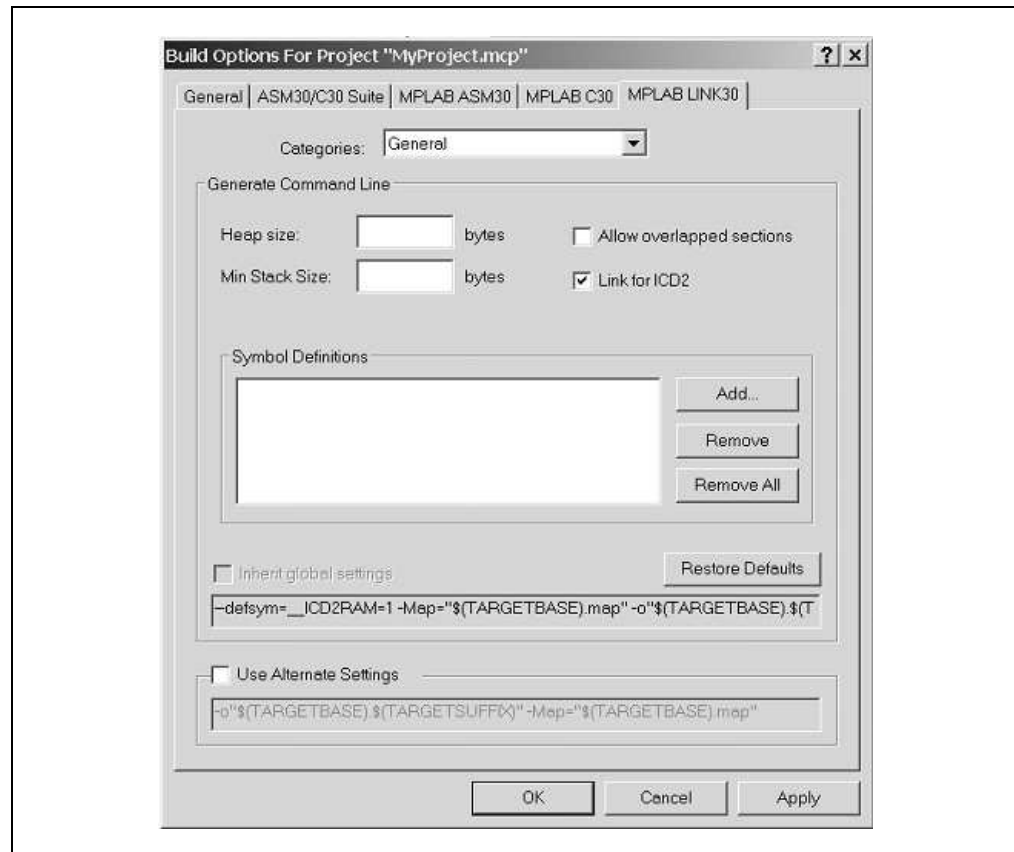 Build Options For Project "MyProject.mcp"
General ASM30/C30 Suite MPLAB ASM30 MPLAB C30 MPLAB LINK30
Categories: General
Generate Command Line
Heap size: bytes Allow overlapped sections
Min Stack Size: bytes Link for ICD2
Symbol Definitions
Add...
Remove
Remove All
Inherit global settings Restore Defaults
--defsym=__ICD2RAM=1 -Map="$(TARGETBASE).map" -o"$(TARGETBASE).$(T
Use Alternate Settings
-o"$(TARGETBASE).$(TARGETSUFFIX)" -Map="$(TARGETBASE).map"
OK Cancel Apply